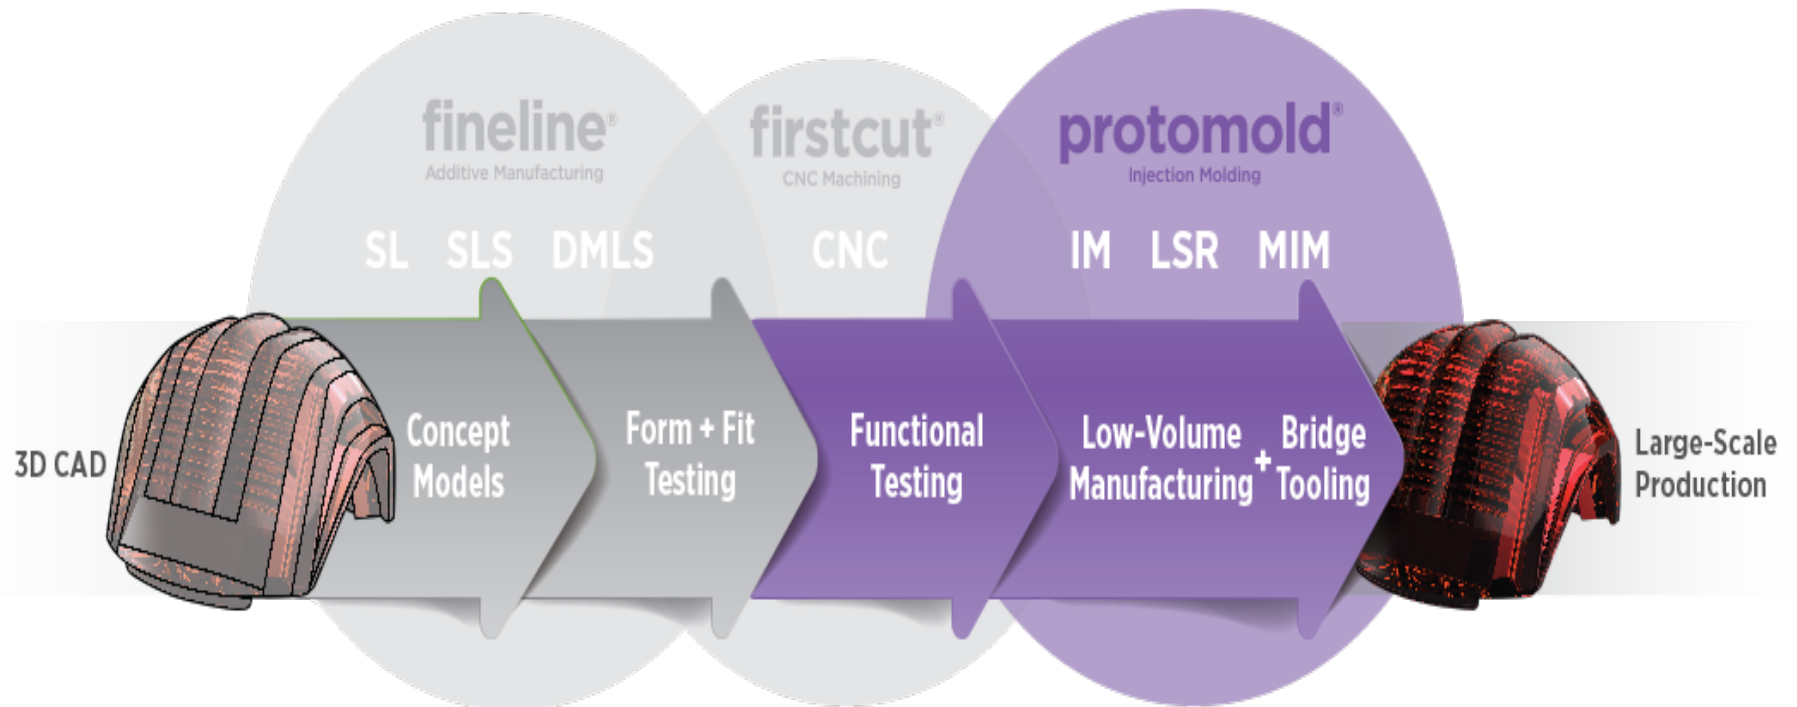 fineline®
Additive Manufacturing
firstcut®
CNC Machining
protomold®
Injection Molding
SL SLS DMLS
CNC
IM LSR MIM
3D CAD
Concept
Models
Form + Fit
Testing
Functional
Testing
Low-Volume
Manufacturing
+
Bridge
Tooling
Large-Scale
Production